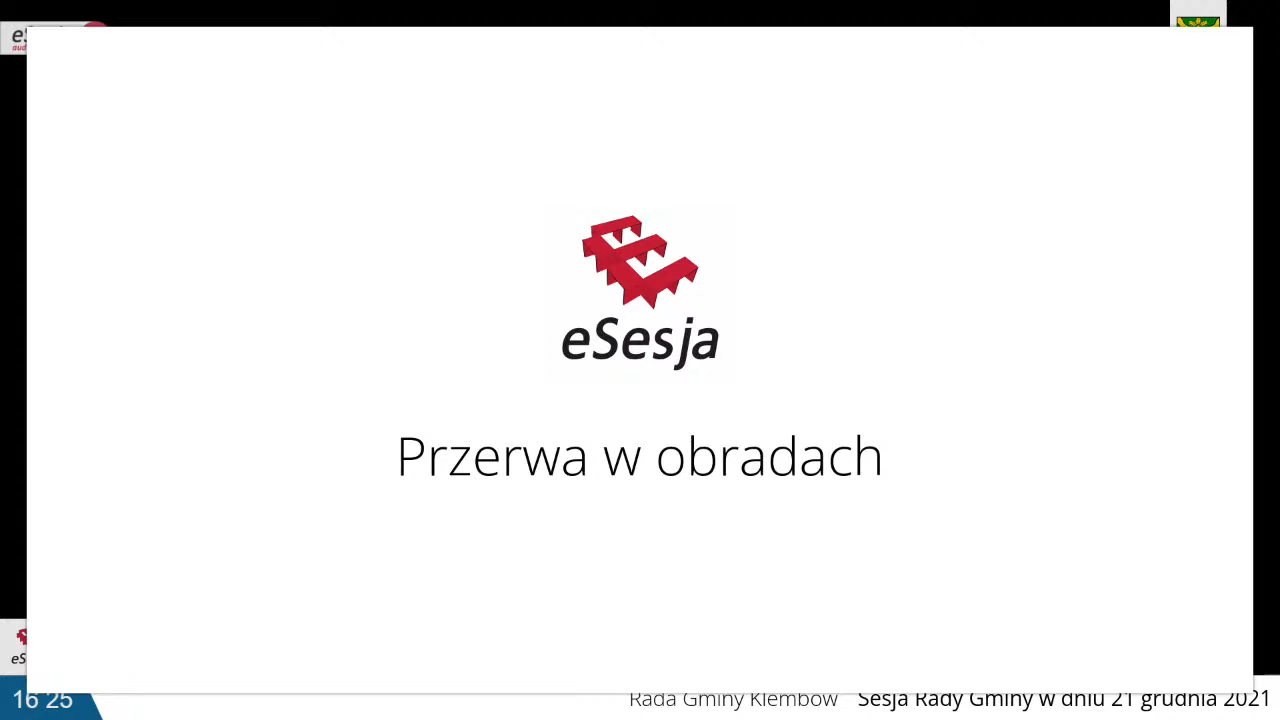 eSesja
Przerwa w obradach
16 25
Rada Gminy Klembów Sesja Rady Gminy w dniu 21 grudnia 2021